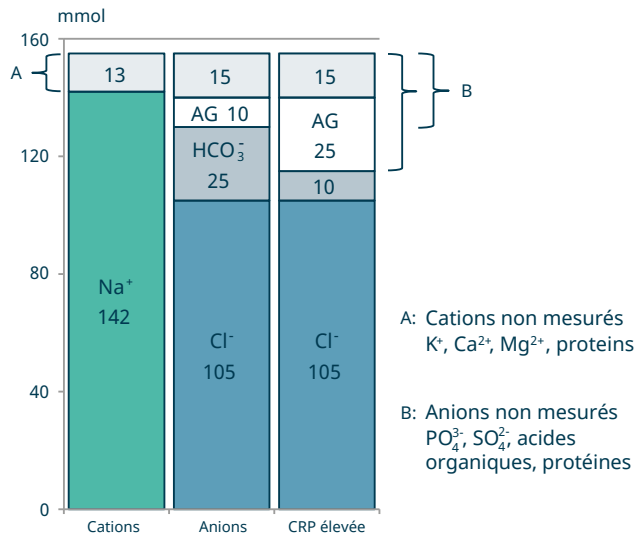 mmol
160
120
80
40
0
A
13
Na⁺
142
15
AG 10
HCO₃⁻
25
Cl⁻
105
15
AG
25
10
Cl⁻
105
B
Cations
Anions
CRP élevée
A: Cations non mesurés
K⁺, Ca²⁺, Mg²⁺, proteins
B: Anions non mesurés
PO₄³⁻, SO₄²⁻, acides
organiques, protéines